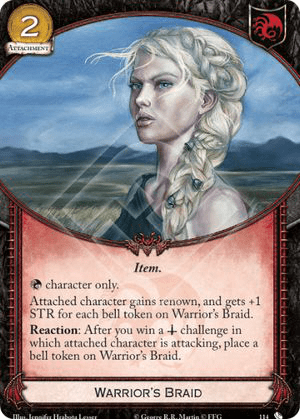 2
Attachment
Item.
character only.
Attached character gains renown, and gets +1
STR for each bell token on Warrior's Braid.
Reaction: After you win a challenge in
which attached character is attacking, place a
bell token on Warrior's Braid.
Warrior's Braid
Illus. Jennifer Hrabota Lesser © George R.R. Martin © FFG 114